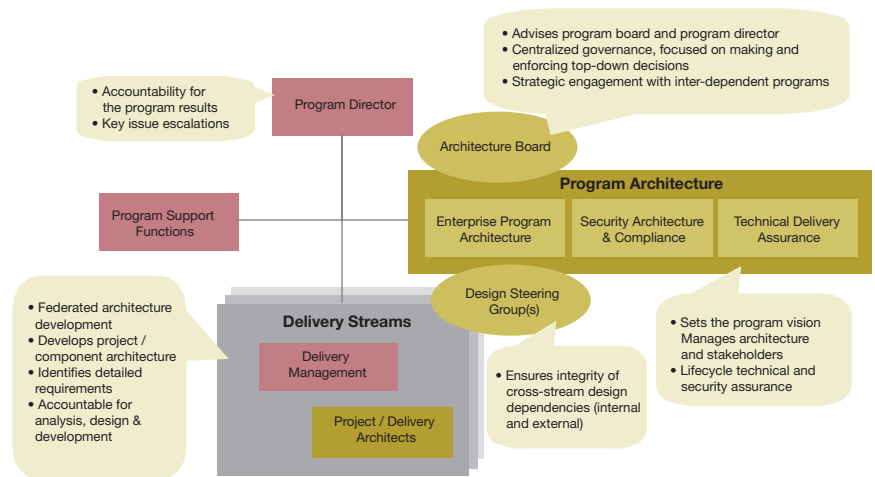 • Advises program board and program director
• Centralized governance, focused on making and
enforcing top-down decisions
• Strategic engagement with inter-dependent programs
• Accountability for
the program results
• Key issue escalations
Program Director
Architecture Board
Program Architecture
Program Support
Functions
Enterprise Program
Architecture
Security Architecture
& Compliance
Technical Delivery
Assurance
• Federated architecture
development
• Develops project /
component architecture
• Identifies detailed
requirements
• Accountable for
analysis, design &
development
Design Steering
Group(s)
Delivery Streams
Delivery
Management
Project / Delivery
Architects
• Ensures integrity of
cross-stream design
dependencies (internal
and external)
• Sets the program vision
Manages architecture
and stakeholders
• Lifecycle technical and
security assurance